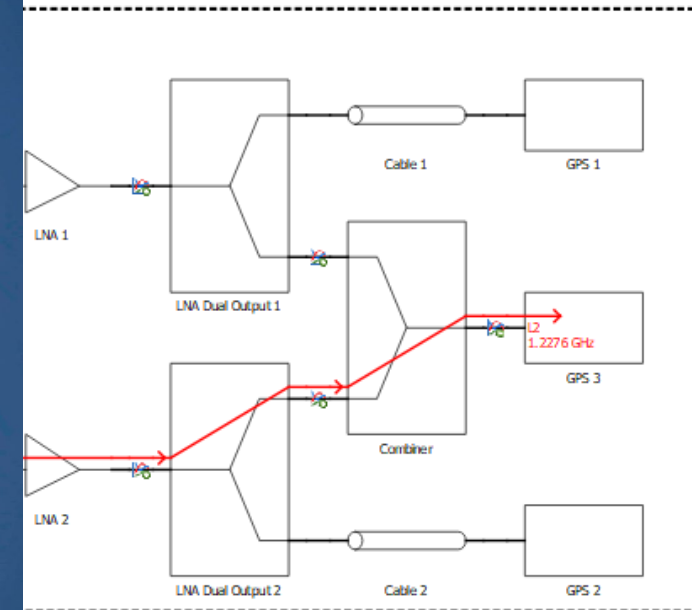 Cable 1
GPS 1
LNA 1
LNA Dual Output 1
L2
1.2276 GHz
GPS 3
Combiner
LNA 2
LNA Dual Output 2
Cable 2
GPS 2